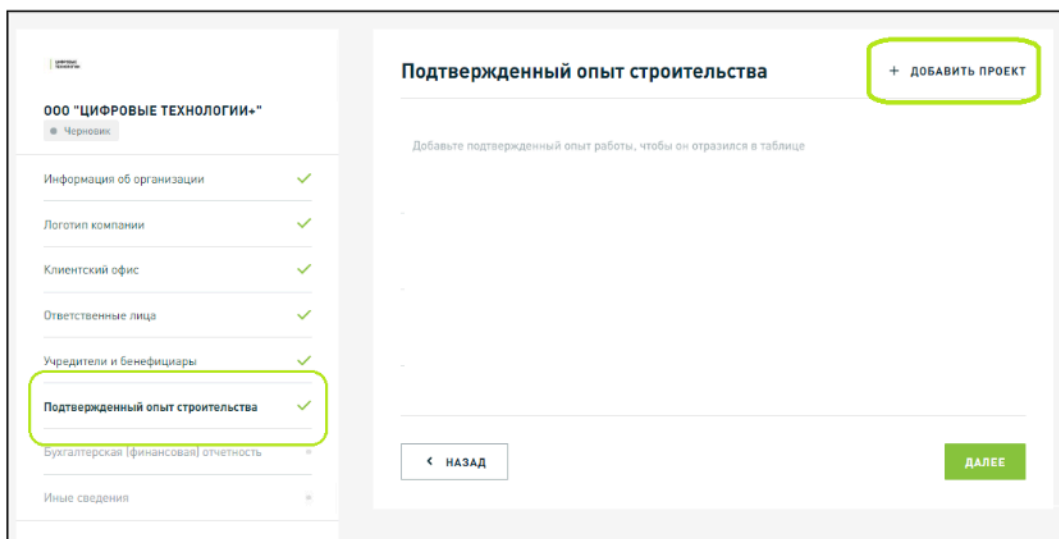 ООО "ЦИФРОВЫЕ ТЕХНОЛОГИИ+"
Черновик
Информация об организации
Логотип компании
Клиентский офис
Ответственные лица
Учредители и бенефициары
Подтвержденный опыт строительства
Бухгалтерская (финансовая) отчетность
Иные сведения
Подтвержденный опыт строительства
+ ДОБАВИТЬ ПРОЕКТ
Добавьте подтвержденный опыт работы, чтобы он отразился в таблице
НАЗАД
ДАЛЕЕ